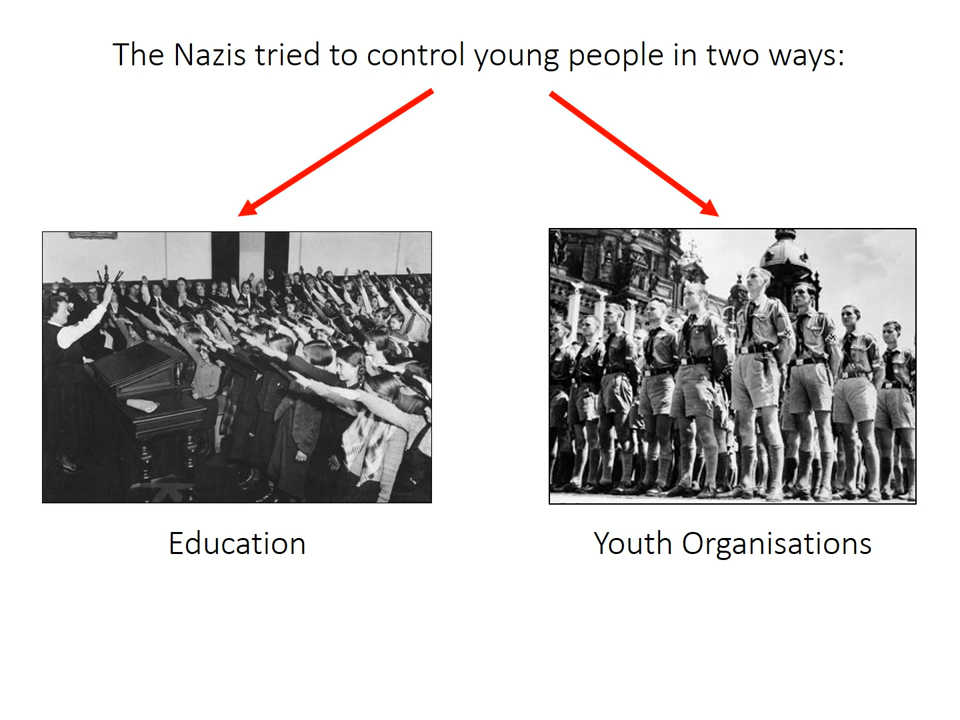 The Nazis tried to control young people in two ways:
Education
Youth Organisations